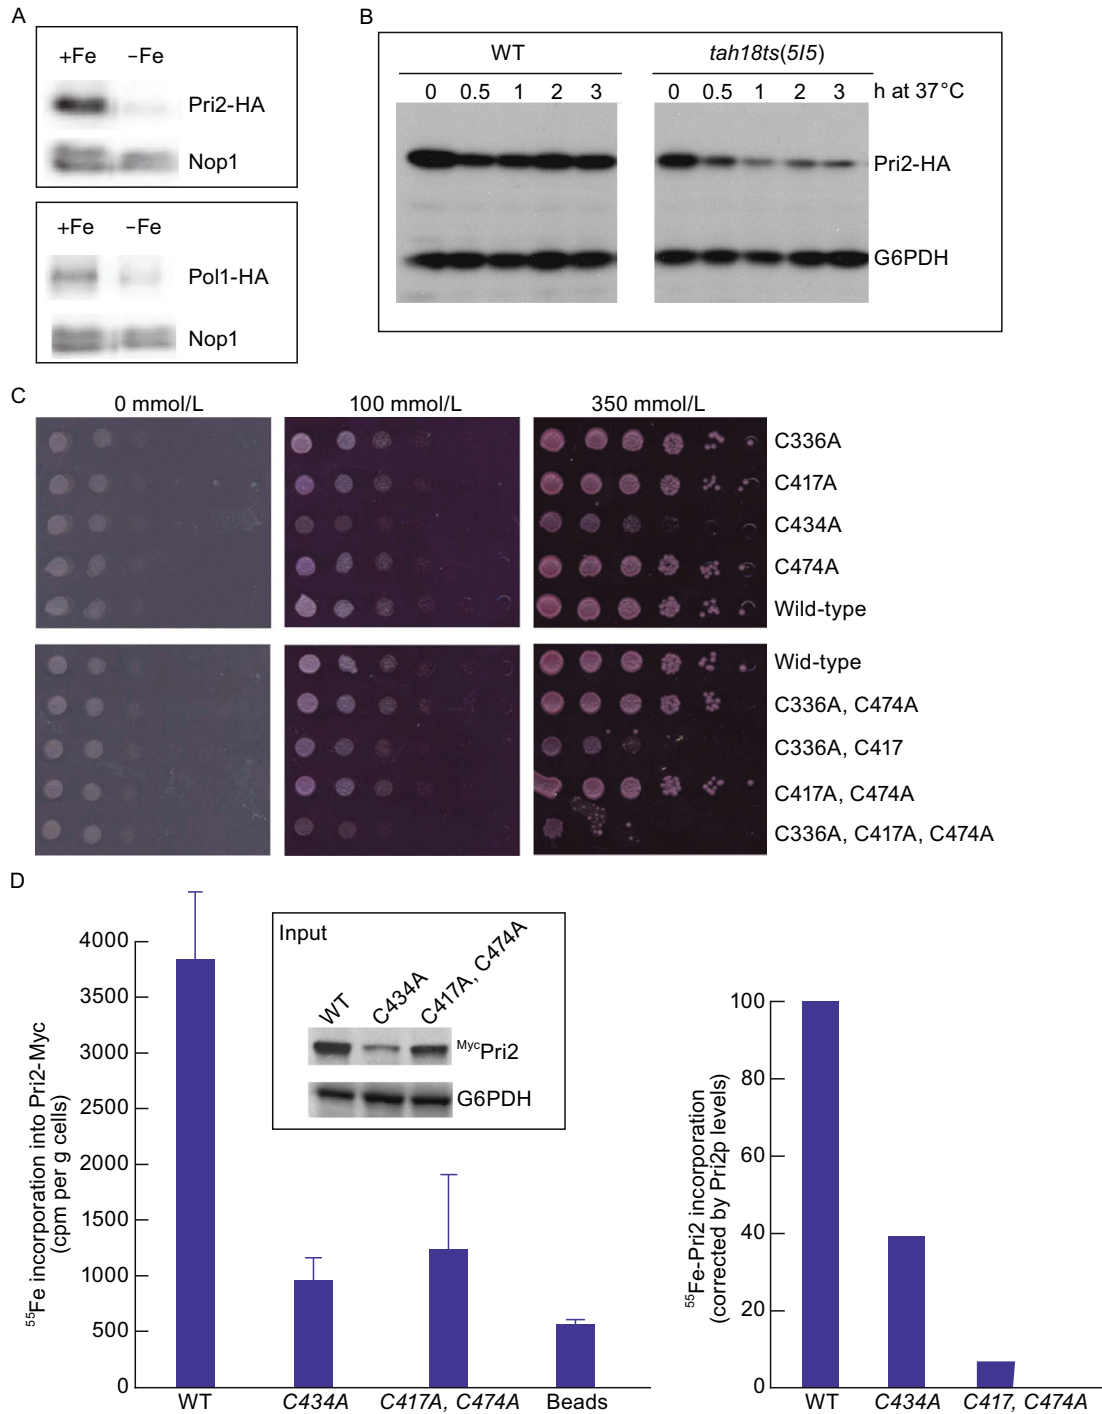 A
+Fe −Fe
Pri2-HA
Nop1
+Fe −Fe
Pol1-HA
Nop1
B
WT tah18ts(5I5)
0 0.5 1 2 3 0 0.5 1 2 3 h at 37°C
Pri2-HA
G6PDH
C
0 mmol/L 100 mmol/L 350 mmol/L
C336A
C417A
C434A
C474A
Wild-type
Wid-type
C336A, C474A
C336A, C417
C417A, C474A
C336A, C417A, C474A
D
55Fe incorporation into Pri2-Myc
(cpm per g cells)
4000
3500
3000
2500
2000
1500
1000
500
0
WT C434A C417A, C474A Beads
Input
WT C434A C417A, C474A
MycPri2
G6PDH
55Fe-Pri2 incorporation
(corrected by Pri2p levels)
100
80
60
40
20
0
WT C434A C417, C474A